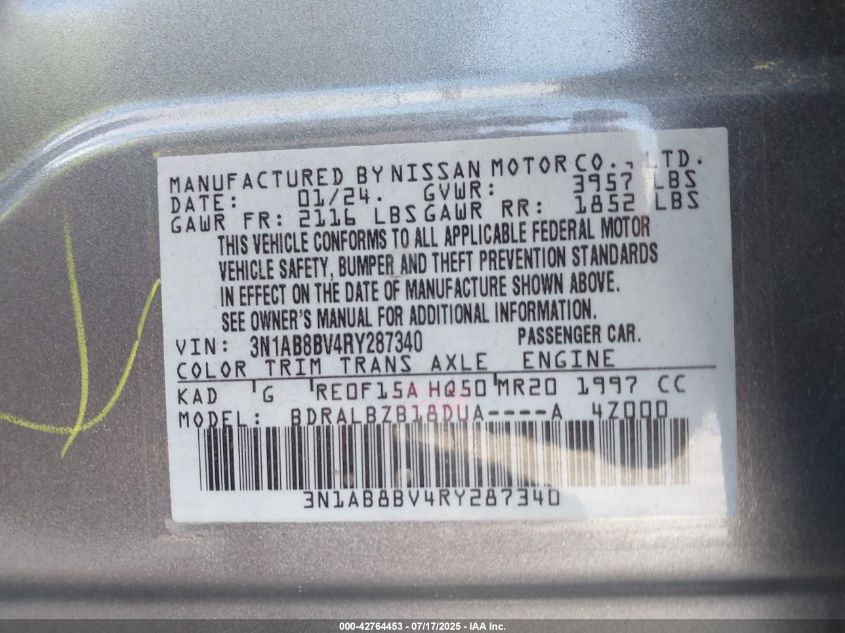 MANUFACTURED BY NISSAN MOTOR CO., LTD.
DATE: 01/24. GVWR: 3957 LBS
GAWR FR: 2116 LBS GAWR RR: 1852 LBS
THIS VEHICLE CONFORMS TO ALL APPLICABLE FEDERAL MOTOR
VEHICLE SAFETY, BUMPER AND THEFT PREVENTION STANDARDS
IN EFFECT ON THE DATE OF MANUFACTURE SHOWN ABOVE.
SEE OWNER'S MANUAL FOR ADDITIONAL INFORMATION.
VIN: 3N1AB8BV4RY287340 PASSENGER CAR.
COLOR TRIM TRANS AXLE ENGINE
KAD G RE0F15A HQ50 MR20 1997 CC
MODEL: BDRALBZB18DUA----A 4Z000
3N1AB8BV4RY287340
000-42764453 - 07/17/2025 - IAA Inc.